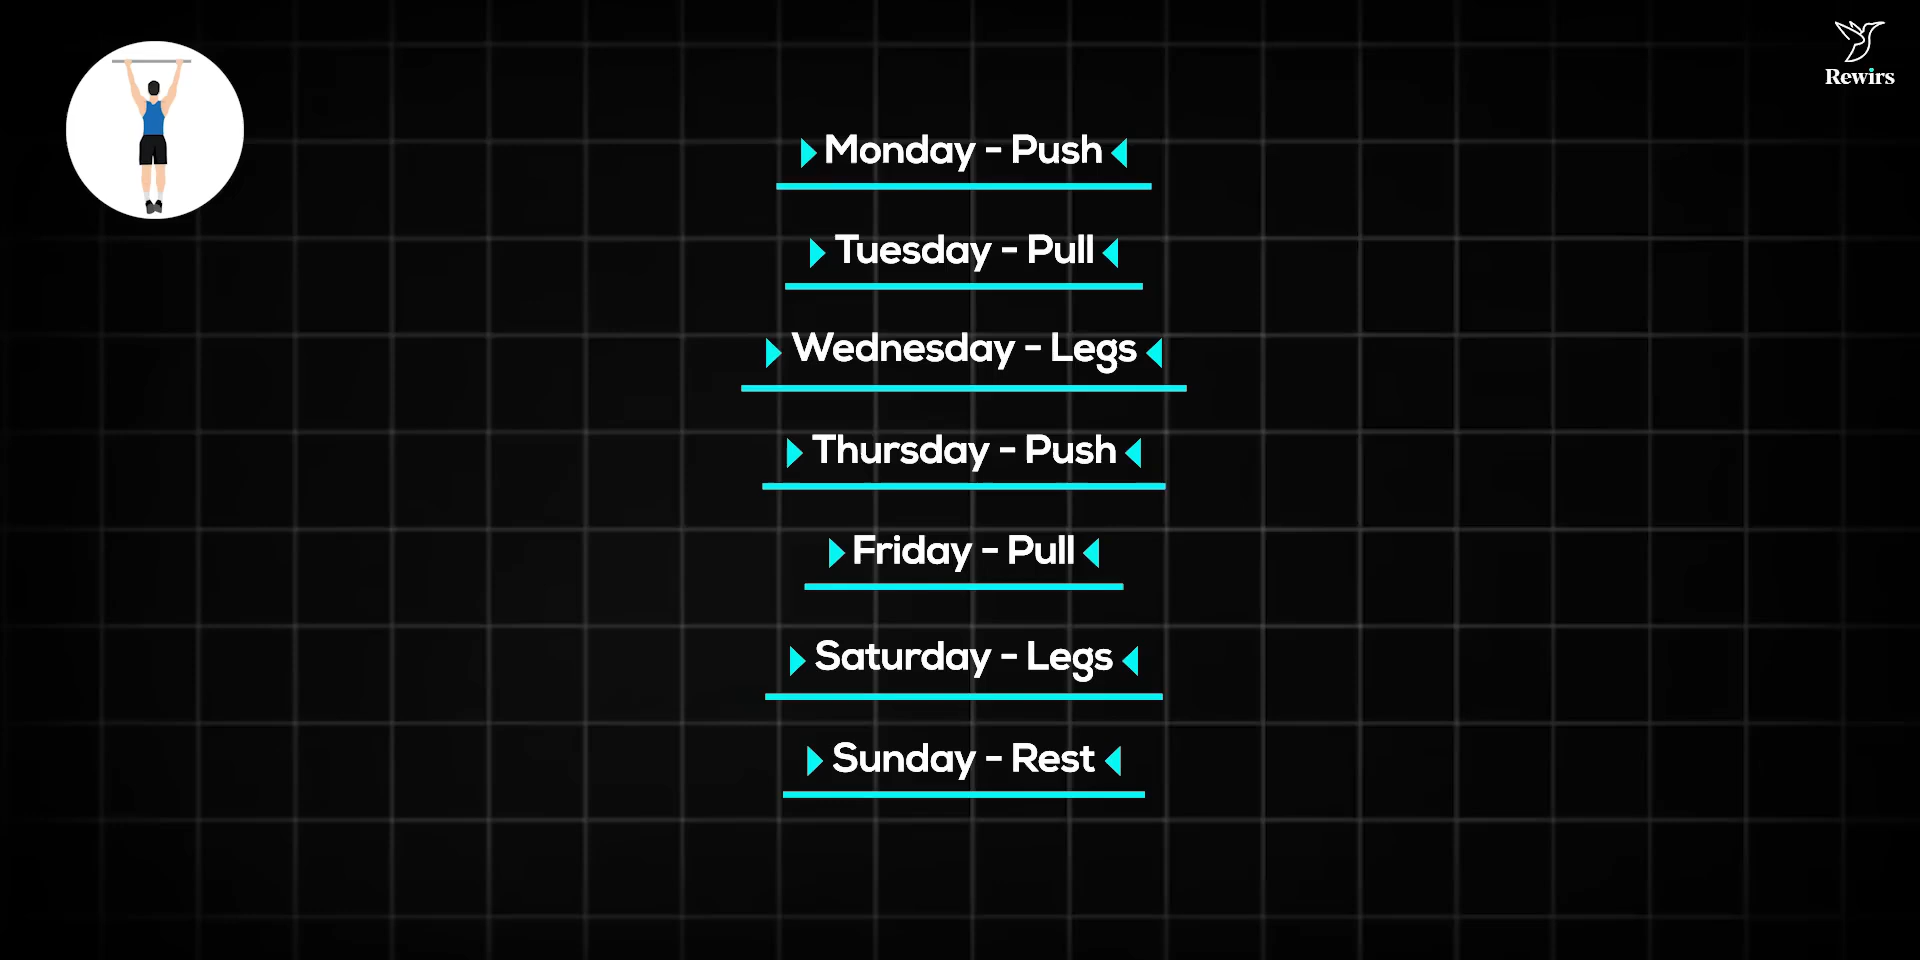 Rewirs
Monday - Push
Tuesday - Pull
Wednesday - Legs
Thursday - Push
Friday - Pull
Saturday - Legs
Sunday - Rest